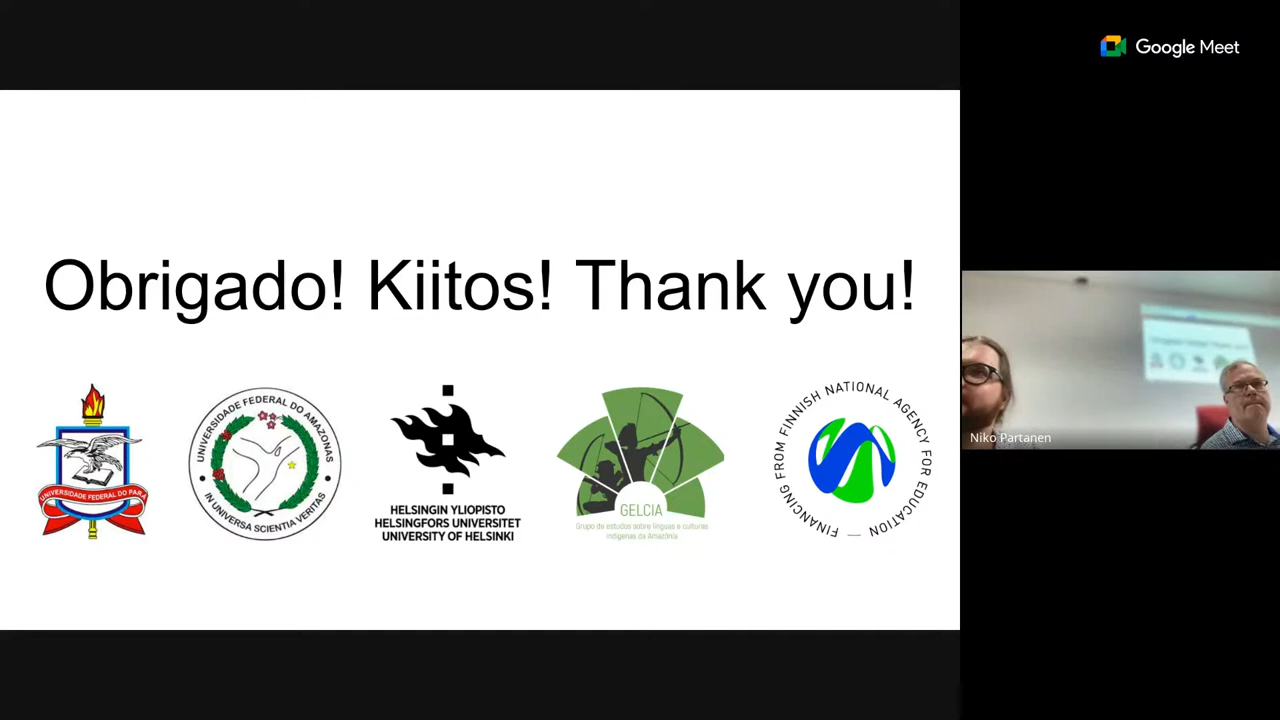 Google Meet
Obrigado! Kiitos! Thank you!
UNIVERSIDADE FEDERAL DO PARÁ
UNIVERSIDADE FEDERAL DO AMAZONAS
IN UNIVERSA SCIENTIA VERITAS
HELSINGIN YLIOPISTO
HELSINGFORS UNIVERSITET
UNIVERSITY OF HELSINKI
GELCIA
Grupo de estudos sobre línguas e culturas
indígenas da Amazônia
FINANCING FROM FINNISH NATIONAL AGENCY FOR EDUCATION —
Niko Partanen